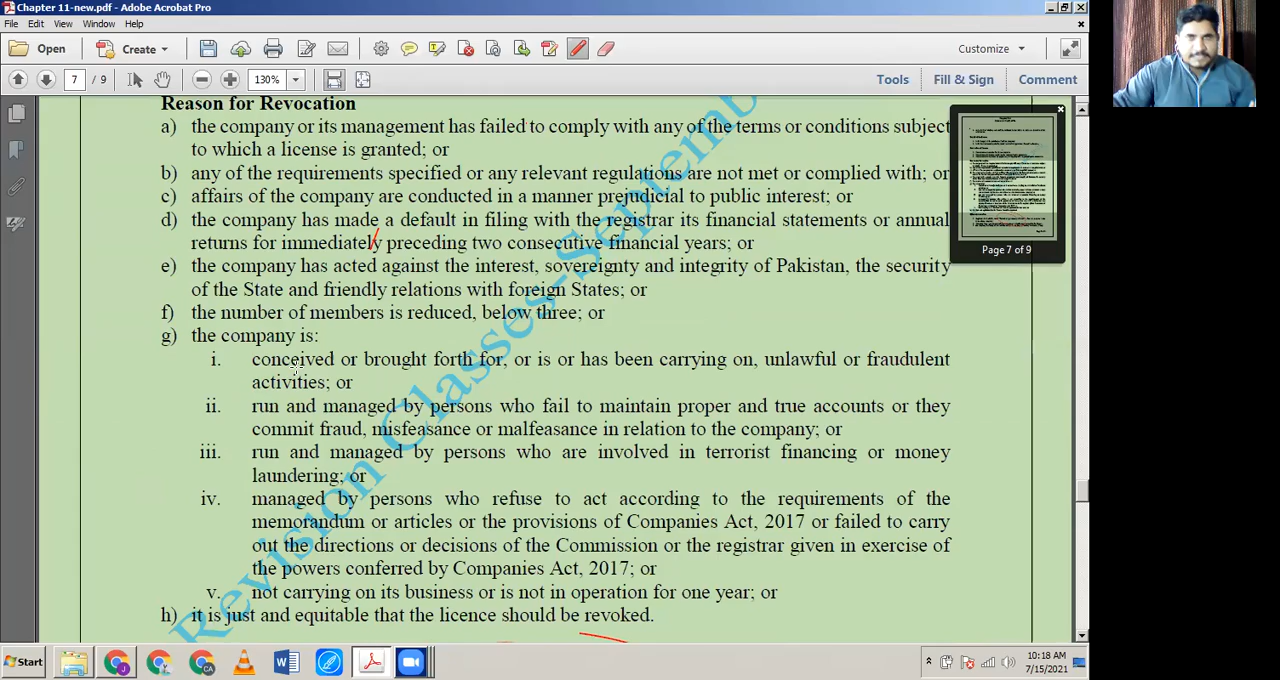 Chapter 11-new.pdf - Adobe Acrobat Pro
File Edit View Window Help
Open Create Customize
7 / 9 130% Tools Fill & Sign Comment
Reason for Revocation
a) the company or its management has failed to comply with any of the terms or conditions subject
to which a license is granted; or
b) any of the requirements specified or any relevant regulations are not met or complied with; or
c) affairs of the company are conducted in a manner prejudicial to public interest; or
d) the company has made a default in filing with the registrar its financial statements or annual
returns for immediately preceding two consecutive financial years; or
e) the company has acted against the interest, sovereignty and integrity of Pakistan, the security
of the State and friendly relations with foreign States; or
f) the number of members is reduced, below three; or
g) the company is:
i. conceived or brought forth for, or is or has been carrying on, unlawful or fraudulent
activities; or
ii. run and managed by persons who fail to maintain proper and true accounts or they
commit fraud, misfeasance or malfeasance in relation to the company; or
iii. run and managed by persons who are involved in terrorist financing or money
laundering; or
iv. managed by persons who refuse to act according to the requirements of the
memorandum or articles or the provisions of Companies Act, 2017 or failed to carry
out the directions or decisions of the Commission or the registrar given in exercise of
the powers conferred by Companies Act, 2017; or
v. not carrying on its business or is not in operation for one year; or
h) it is just and equitable that the licence should be revoked.
Revision Classes-Septemb
Page 7 of 9
Start
10:18 AM
7/15/2021